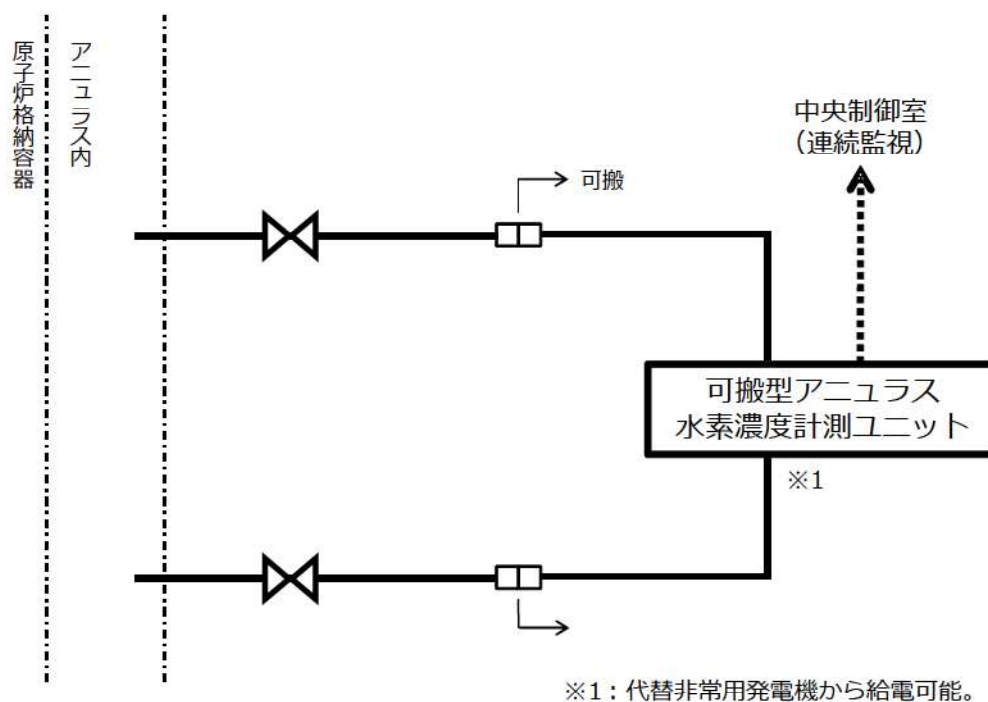 原子炉格納容器
アニュラス内
中央制御室
（連続監視）
可搬
可搬型アニュラス
水素濃度計測ユニット
※1
※1：代替非常用発電機から給電可能。